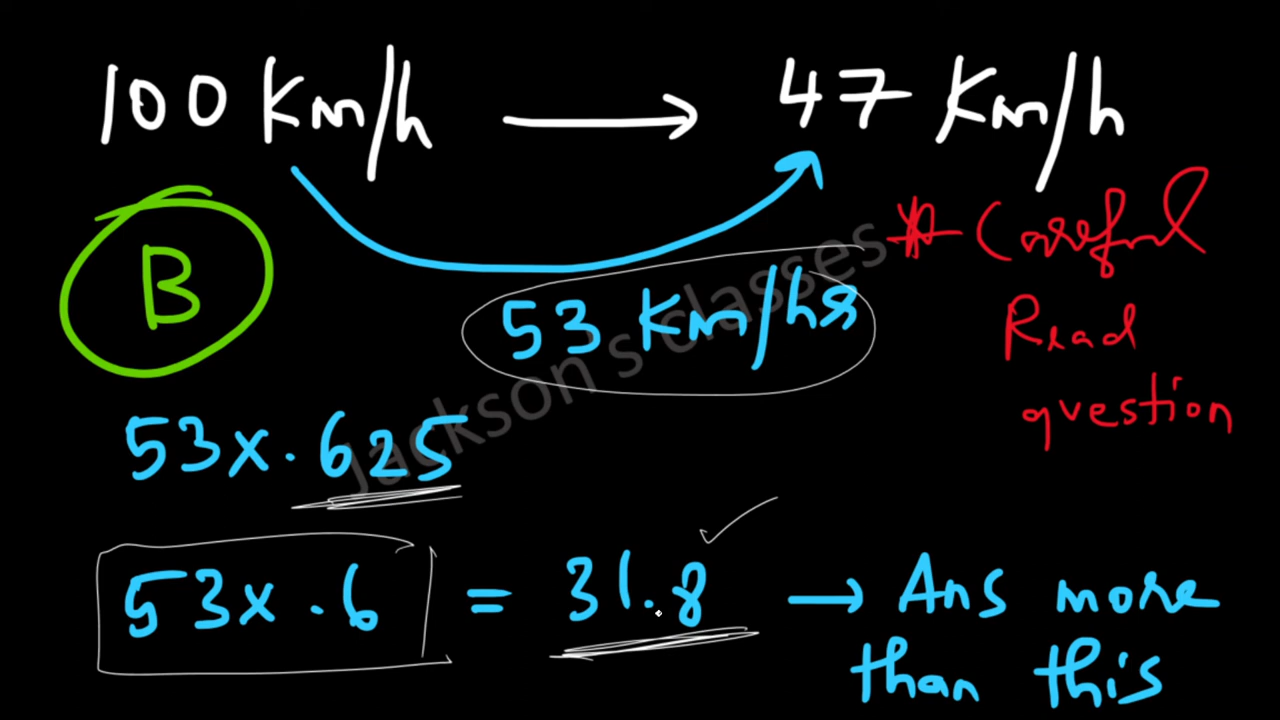 100 Km/h → 47 Km/h
* Careful
Read
question
B
53 Km/hr
Jackson's classes
53x.625
53x.6 = 31.8 → Ans more
than this